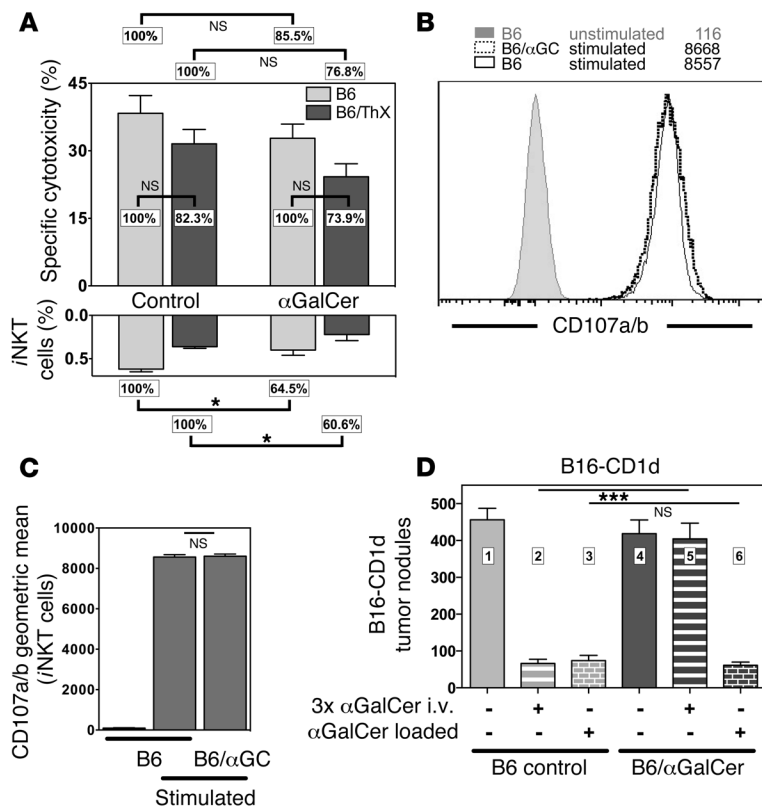 A
NS
100%
85.5%
NS
100%
76.8%
Specific cytotoxicity (%)
45
30
15
0
B6
B6/ThX
NS
NS
100%
82.3%
100%
73.9%
Control
αGalCer
iNKT
cells (%)
0.0
0.5
100%
64.5%
*
100%
60.6%
*
B
B6 unstimulated 116
B6/αGC stimulated 8668
B6 stimulated 8557
CD107a/b
C
CD107a/b geometric mean
(iNKT cells)
10000
8000
6000
4000
2000
0
NS
B6
B6/αGC
Stimulated
D
B16-CD1d
B16-CD1d
tumor nodules
500
400
300
200
100
0
***
NS
1 2 3 4 5 6
3x αGalCer i.v. - + - - + -
αGalCer loaded - - + - - +
B6 control
B6/αGalCer